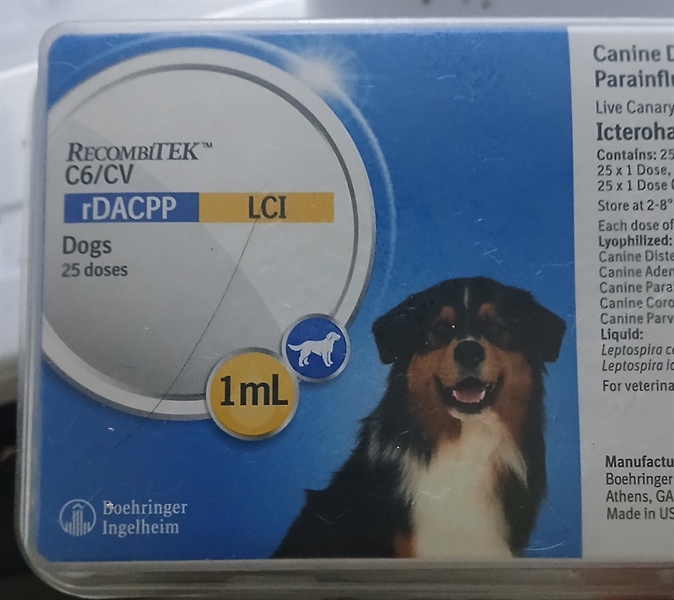 RECOMBITEK™
C6/CV
rDACPP LCI
Dogs
25 doses
1mL
Boehringer
Ingelheim
Canine D
Parainflu
Live Canary
Icteroha
Contains: 25
25 x 1 Dose,
25 x 1 Dose
Store at 2-8°
Each dose of
Lyophilized:
Canine Diste
Canine Aden
Canine Para
Canine Coro
Canine Parv
Liquid:
Leptospira c
Leptospira ic
For veterina
Manufactu
Boehringer
Athens, GA
Made in US